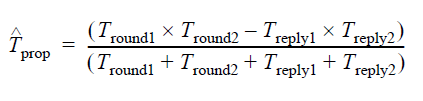 T̂prop = (Tround1 × Tround2 − Treply1 × Treply2) / (Tround1 + Tround2 + Treply1 + Treply2)